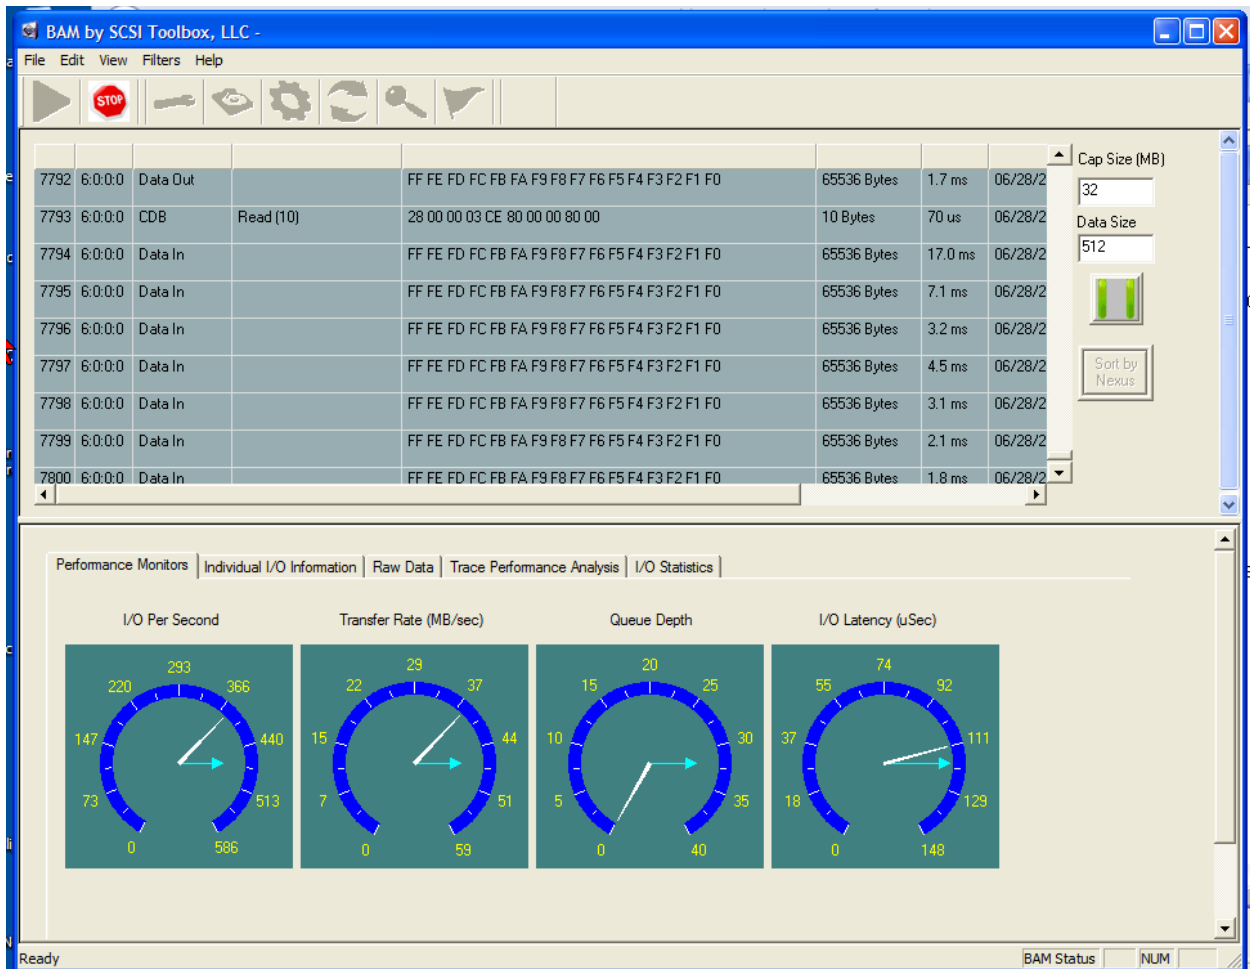 BAM by SCSI Toolbox, LLC -
File Edit View Filters Help
STOP
7792 6:0:0:0 Data Out FF FE FD FC FB FA F9 F8 F7 F6 F5 F4 F3 F2 F1 F0 65536 Bytes 1.7 ms 06/28/2
7793 6:0:0:0 CDB Read (10) 28 00 00 03 CE 80 00 00 80 00 10 Bytes 70 us 06/28/2
7794 6:0:0:0 Data In FF FE FD FC FB FA F9 F8 F7 F6 F5 F4 F3 F2 F1 F0 65536 Bytes 17.0 ms 06/28/2
7795 6:0:0:0 Data In FF FE FD FC FB FA F9 F8 F7 F6 F5 F4 F3 F2 F1 F0 65536 Bytes 7.1 ms 06/28/2
7796 6:0:0:0 Data In FF FE FD FC FB FA F9 F8 F7 F6 F5 F4 F3 F2 F1 F0 65536 Bytes 3.2 ms 06/28/2
7797 6:0:0:0 Data In FF FE FD FC FB FA F9 F8 F7 F6 F5 F4 F3 F2 F1 F0 65536 Bytes 4.5 ms 06/28/2
7798 6:0:0:0 Data In FF FE FD FC FB FA F9 F8 F7 F6 F5 F4 F3 F2 F1 F0 65536 Bytes 3.1 ms 06/28/2
7799 6:0:0:0 Data In FF FE FD FC FB FA F9 F8 F7 F6 F5 F4 F3 F2 F1 F0 65536 Bytes 2.1 ms 06/28/2
7800 6:0:0:0 Data In FF FE FD FC FB FA F9 F8 F7 F6 F5 F4 F3 F2 F1 F0 65536 Bytes 1.8 ms 06/28/2
Cap Size (MB)
32
Data Size
512
Sort by
Nexus
Performance Monitors Individual I/O Information Raw Data Trace Performance Analysis I/O Statistics
I/O Per Second
0 73 147 220 293 366 440 513 586
Transfer Rate (MB/sec)
0 7 15 22 29 37 44 51 59
Queue Depth
0 5 10 15 20 25 30 35 40
I/O Latency (uSec)
0 18 37 55 74 92 111 129 148
Ready BAM Status NUM